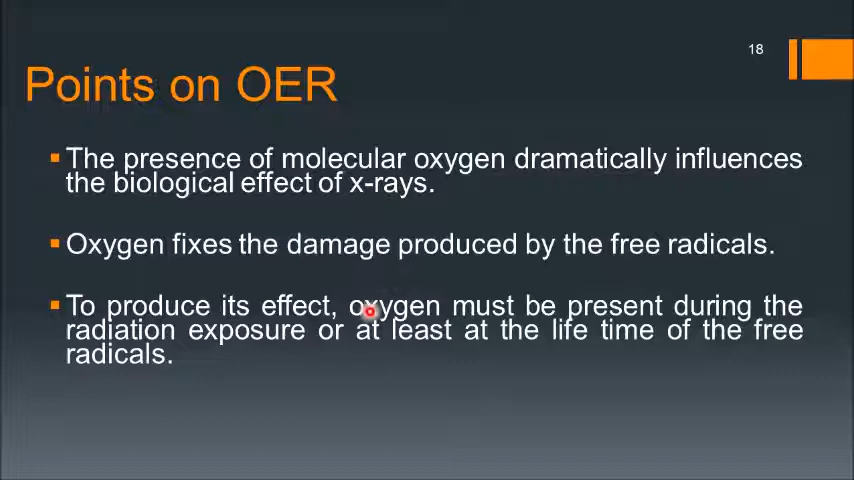 18
Points on OER
The presence of molecular oxygen dramatically influences
the biological effect of x-rays.
Oxygen fixes the damage produced by the free radicals.
To produce its effect, oxygen must be present during the
radiation exposure or at least at the life time of the free
radicals.